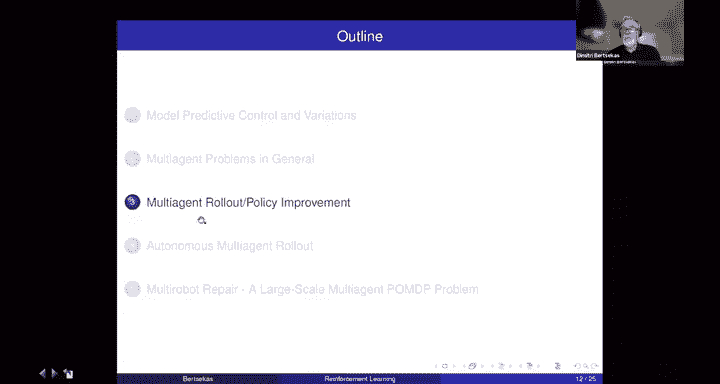 Outline
Dimitri Bertsekas
Model Predictive Control and Variations
Multiagent Problems in General
3 Multiagent Rollout/Policy Improvement
Autonomous Multiagent Rollout
Multirobot Repair - A Large-Scale Multiagent POMDP Problem
Bertsekas Reinforcement Learning 12 / 25